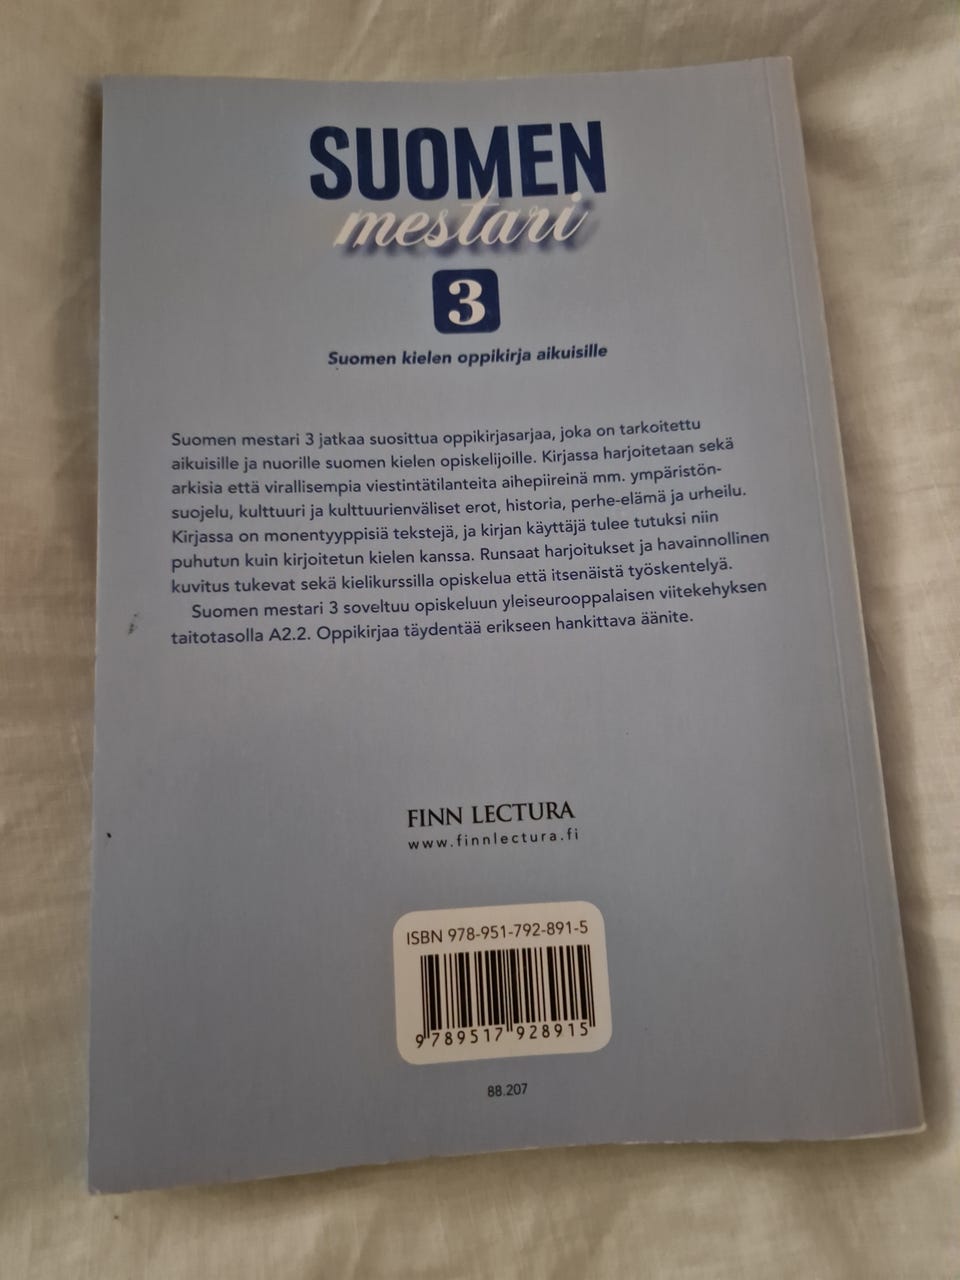 SUOMEN
mestari
3
Suomen kielen oppikirja aikuisille
Suomen mestari 3 jatkaa suosittua oppikirjasarjaa, joka on tarkoitettu
aikuisille ja nuorille suomen kielen opiskelijoille. Kirjassa harjoitetaan sekä
arkisia että virallisempia viestintätilanteita aihepiireinä mm. ympäristön-
suojelu, kulttuuri ja kulttuurienväliset erot, historia, perhe-elämä ja urheilu.
Kirjassa on monentyyppisiä tekstejä, ja kirjan käyttäjä tulee tutuksi niin
puhutun kuin kirjoitetun kielen kanssa. Runsaat harjoitukset ja havainnollinen
kuvitus tukevat sekä kielikurssilla opiskelua että itsenäistä työskentelyä.
Suomen mestari 3 soveltuu opiskeluun yleiseurooppalaisen viitekehyksen
taitotasolla A2.2. Oppikirjaa täydentää erikseen hankittava äänite.
FINN LECTURA
www.finnlectura.fi
ISBN 978-951-792-891-5
9 789517 928915
88.207